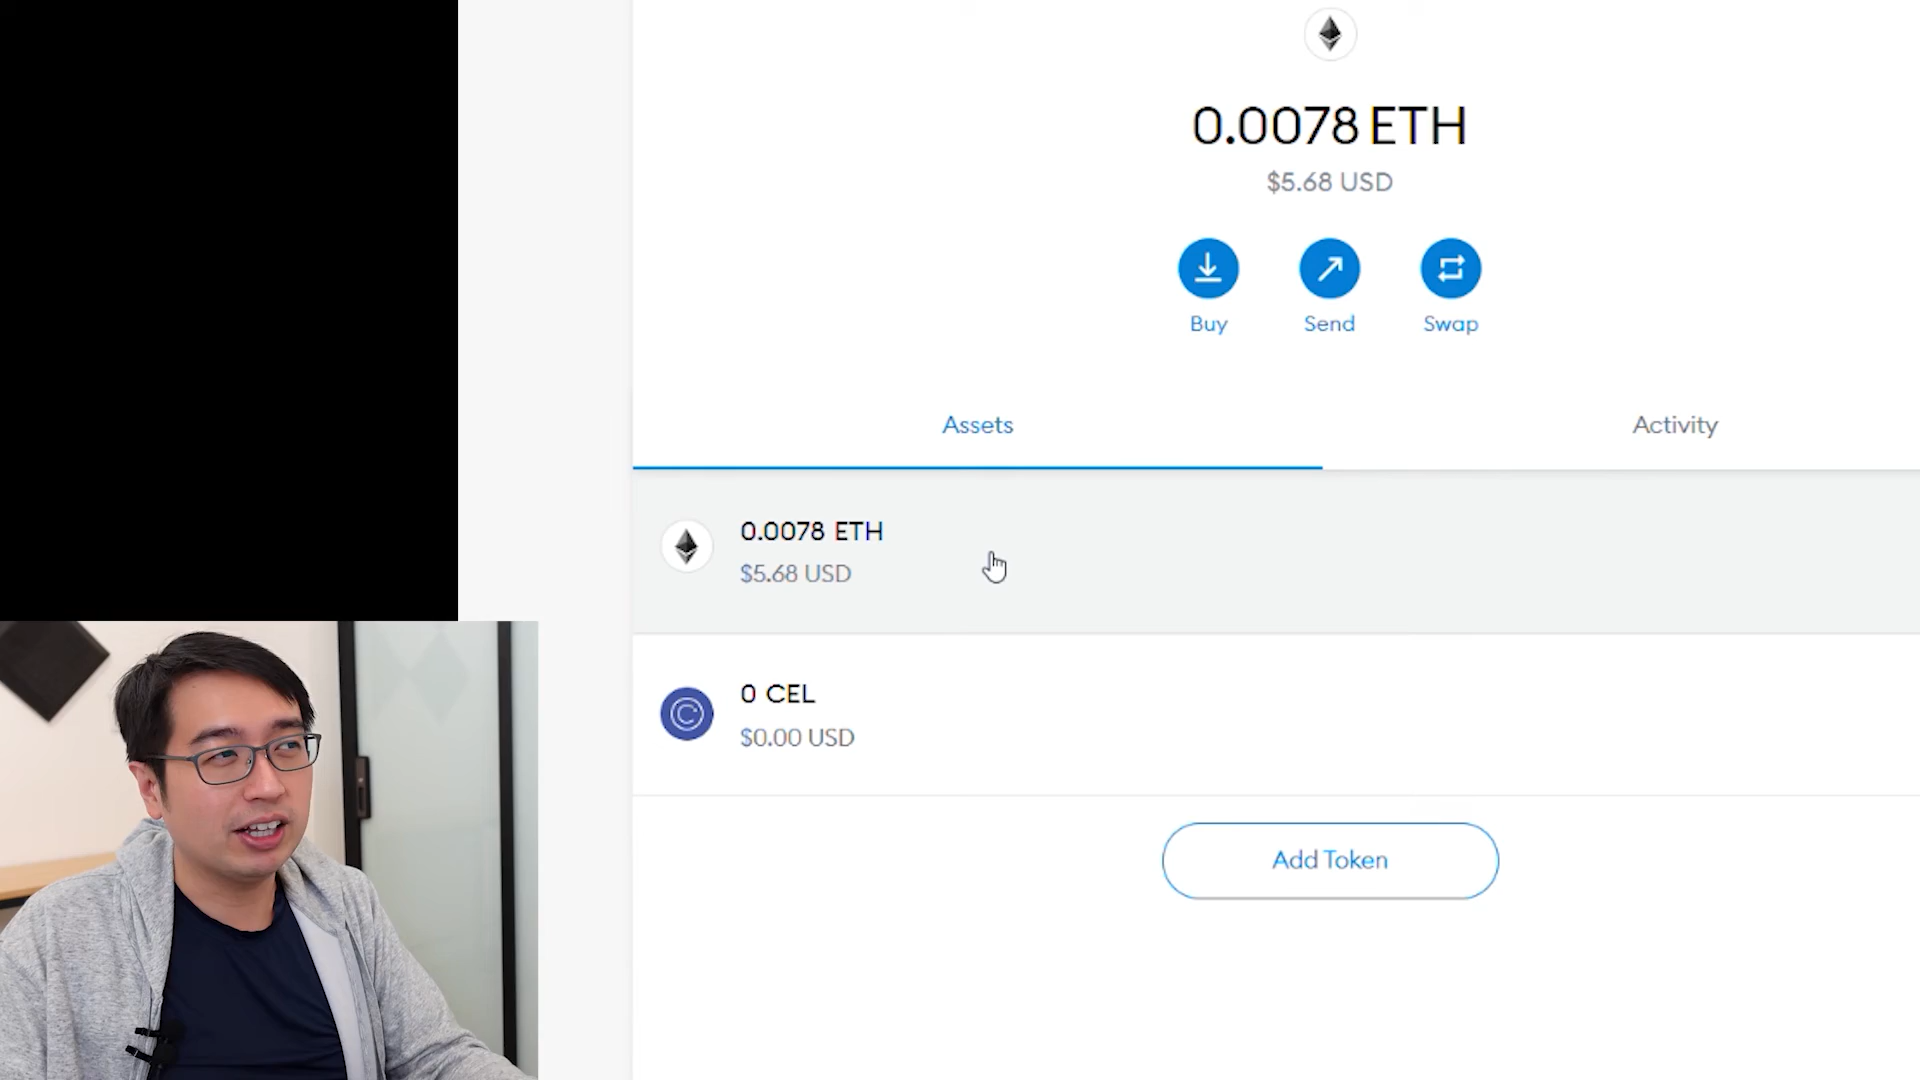 0.0078 ETH
$5.68 USD
Buy
Send
Swap
Assets
Activity
0.0078 ETH
$5.68 USD
0 CEL
$0.00 USD
Add Token